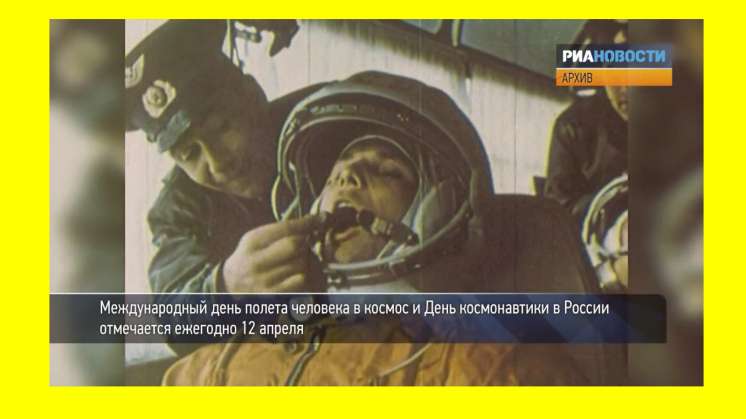 РИАНОВОСТИ
АРХИВ
Международный день полета человека в космос и День космонавтики в России
отмечается ежегодно 12 апреля